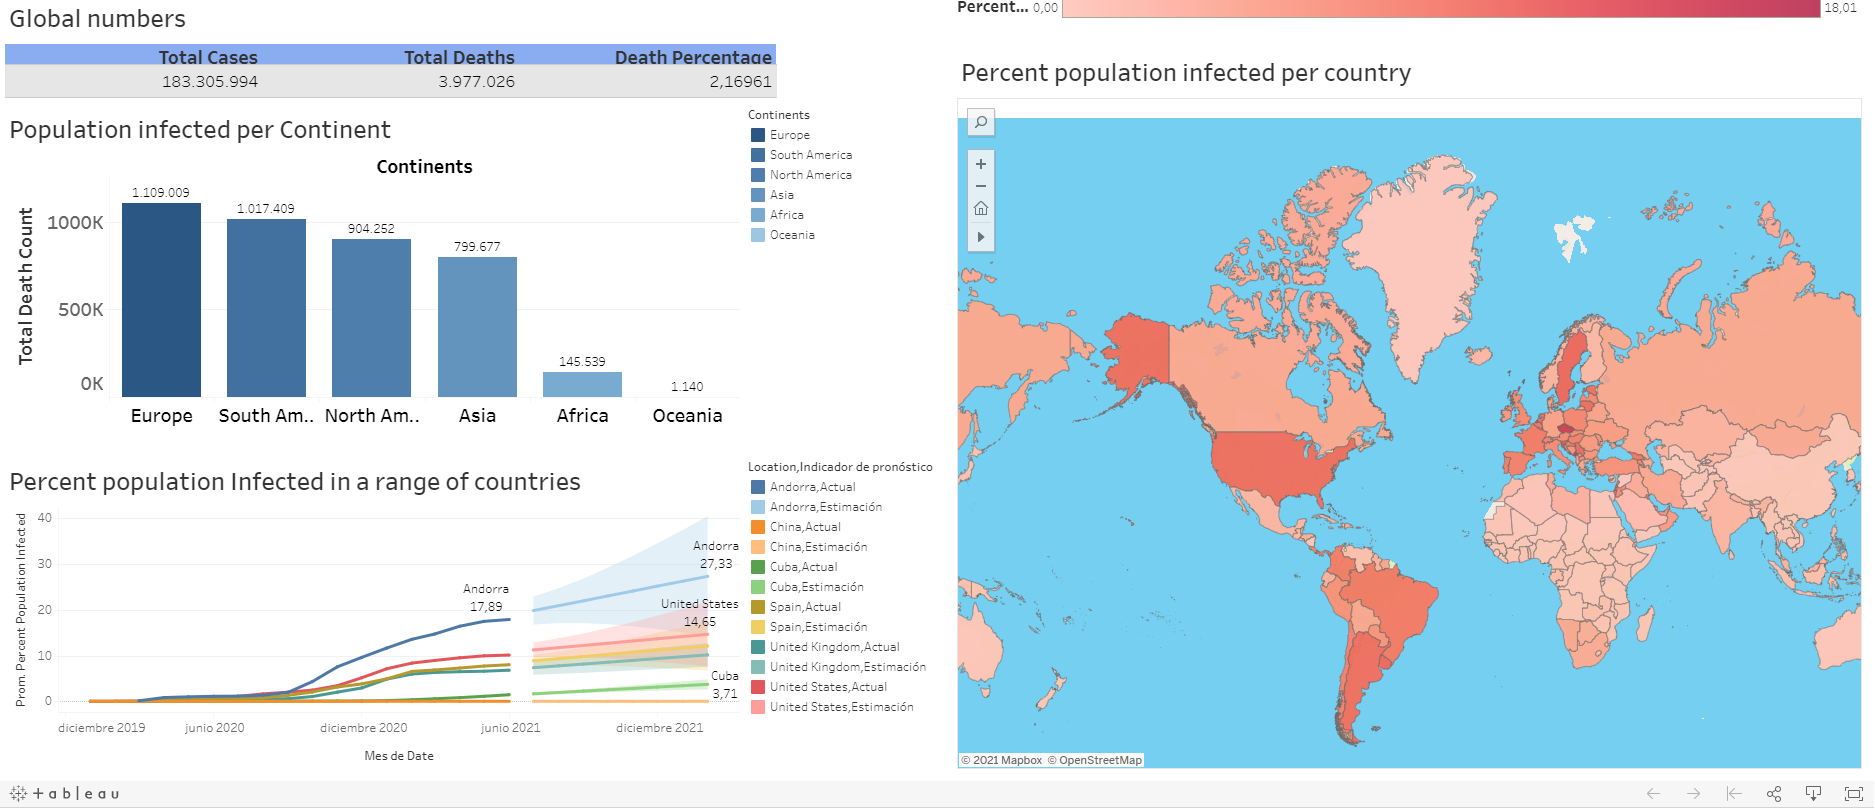 Global numbers
Total Cases Total Deaths Death Percentage
183.305.994 3.977.026 2,16961
Population infected per Continent
Continents
Total Death Count
1000K
500K
0K
1.109.009
1.017.409
904.252
799.677
145.539
1.140
Europe South Am.. North Am.. Asia Africa Oceania
Continents
Europe
South America
North America
Asia
Africa
Oceania
Percent population Infected in a range of countries
Prom. Percent Population Infected
40
30
20
10
0
Andorra
17,89
Andorra
27,33
United States
14,65
Cuba
3,71
diciembre 2019 junio 2020 diciembre 2020 junio 2021 diciembre 2021
Mes de Date
Location,Indicador de pronóstico
Andorra,Actual
Andorra,Estimación
China,Actual
China,Estimación
Cuba,Actual
Cuba,Estimación
Spain,Actual
Spain,Estimación
United Kingdom,Actual
United Kingdom,Estimación
United States,Actual
United States,Estimación
Percent... 0,00 18,01
Percent population infected per country
© 2021 Mapbox © OpenStreetMap
+ableau